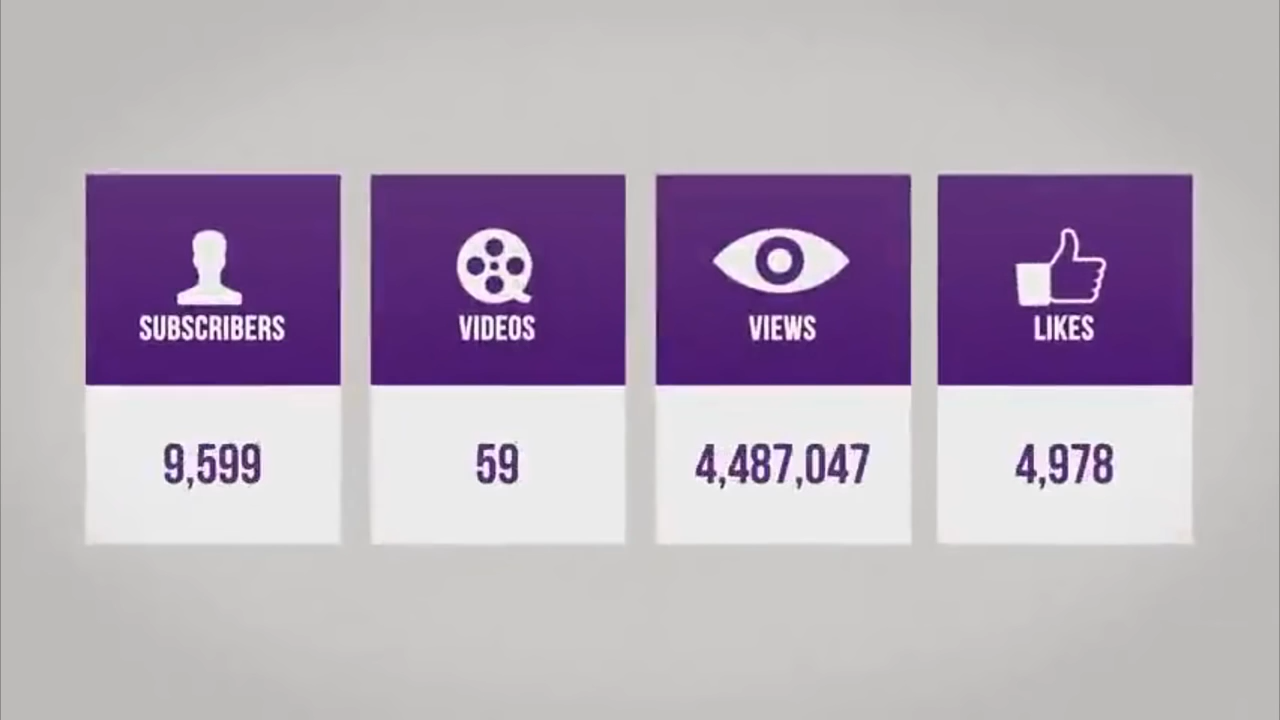 SUBSCRIBERS
VIDEOS
VIEWS
LIKES
9,599
59
4,487,047
4,978